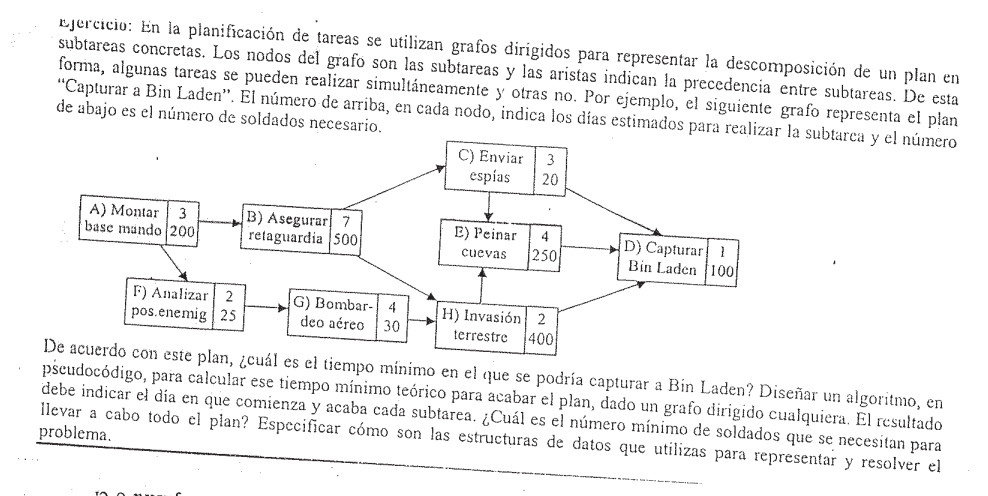 Ejercicio: En la planificación de tareas se utilizan grafos dirigidos para representar la descomposición de un plan en
subtareas concretas. Los nodos del grafo son las subtareas y las aristas indican la precedencia entre subtareas. De esta
forma, algunas tareas se pueden realizar simultáneamente y otras no. Por ejemplo, el siguiente grafo representa el plan
“Capturar a Bin Laden”. El número de arriba, en cada nodo, indica los días estimados para realizar la subtarea y el número
de abajo es el número de soldados necesario.
C) Enviar 3
espías 20
A) Montar 3
base mando 200
B) Asegurar 7
retaguardia 500
E) Peinar 4
cuevas 250
D) Capturar 1
Bin Laden 100
F) Analizar 2
pos.enemig 25
G) Bombar- 4
deo aéreo 30
H) Invasión 2
terrestre 400
De acuerdo con este plan, ¿cuál es el tiempo mínimo en el que se podría capturar a Bin Laden? Diseñar un algoritmo, en
pseudocódigo, para calcular ese tiempo mínimo teórico para acabar el plan, dado un grafo dirigido cualquiera. El resultado
debe indicar el día en que comienza y acaba cada subtarea. ¿Cuál es el número mínimo de soldados que se necesitan para
llevar a cabo todo el plan? Especificar cómo son las estructuras de datos que utilizas para representar y resolver el
problema.